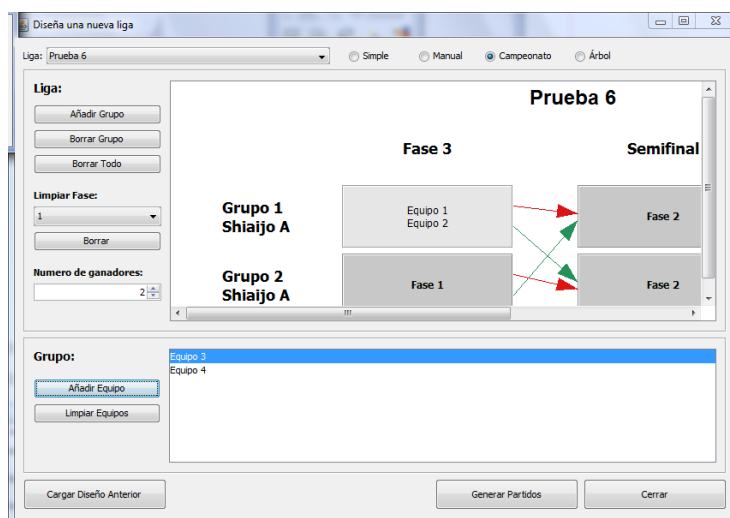 Diseña una nueva liga
Liga: Prueba 6 Simple Manual Campeonato Árbol
Liga:
Añadir Grupo
Borrar Grupo
Borrar Todo
Limpiar Fase:
1
Borrar
Numero de ganadores:
2
Prueba 6
Fase 3 Semifinal
Grupo 1
Shiaijo A
Equipo 1
Equipo 2
Fase 2
Grupo 2
Shiaijo A
Fase 1
Fase 2
Grupo:
Añadir Equipo
Limpiar Equipos
Equipo 3
Equipo 4
Cargar Diseño Anterior Generar Partidos Cerrar